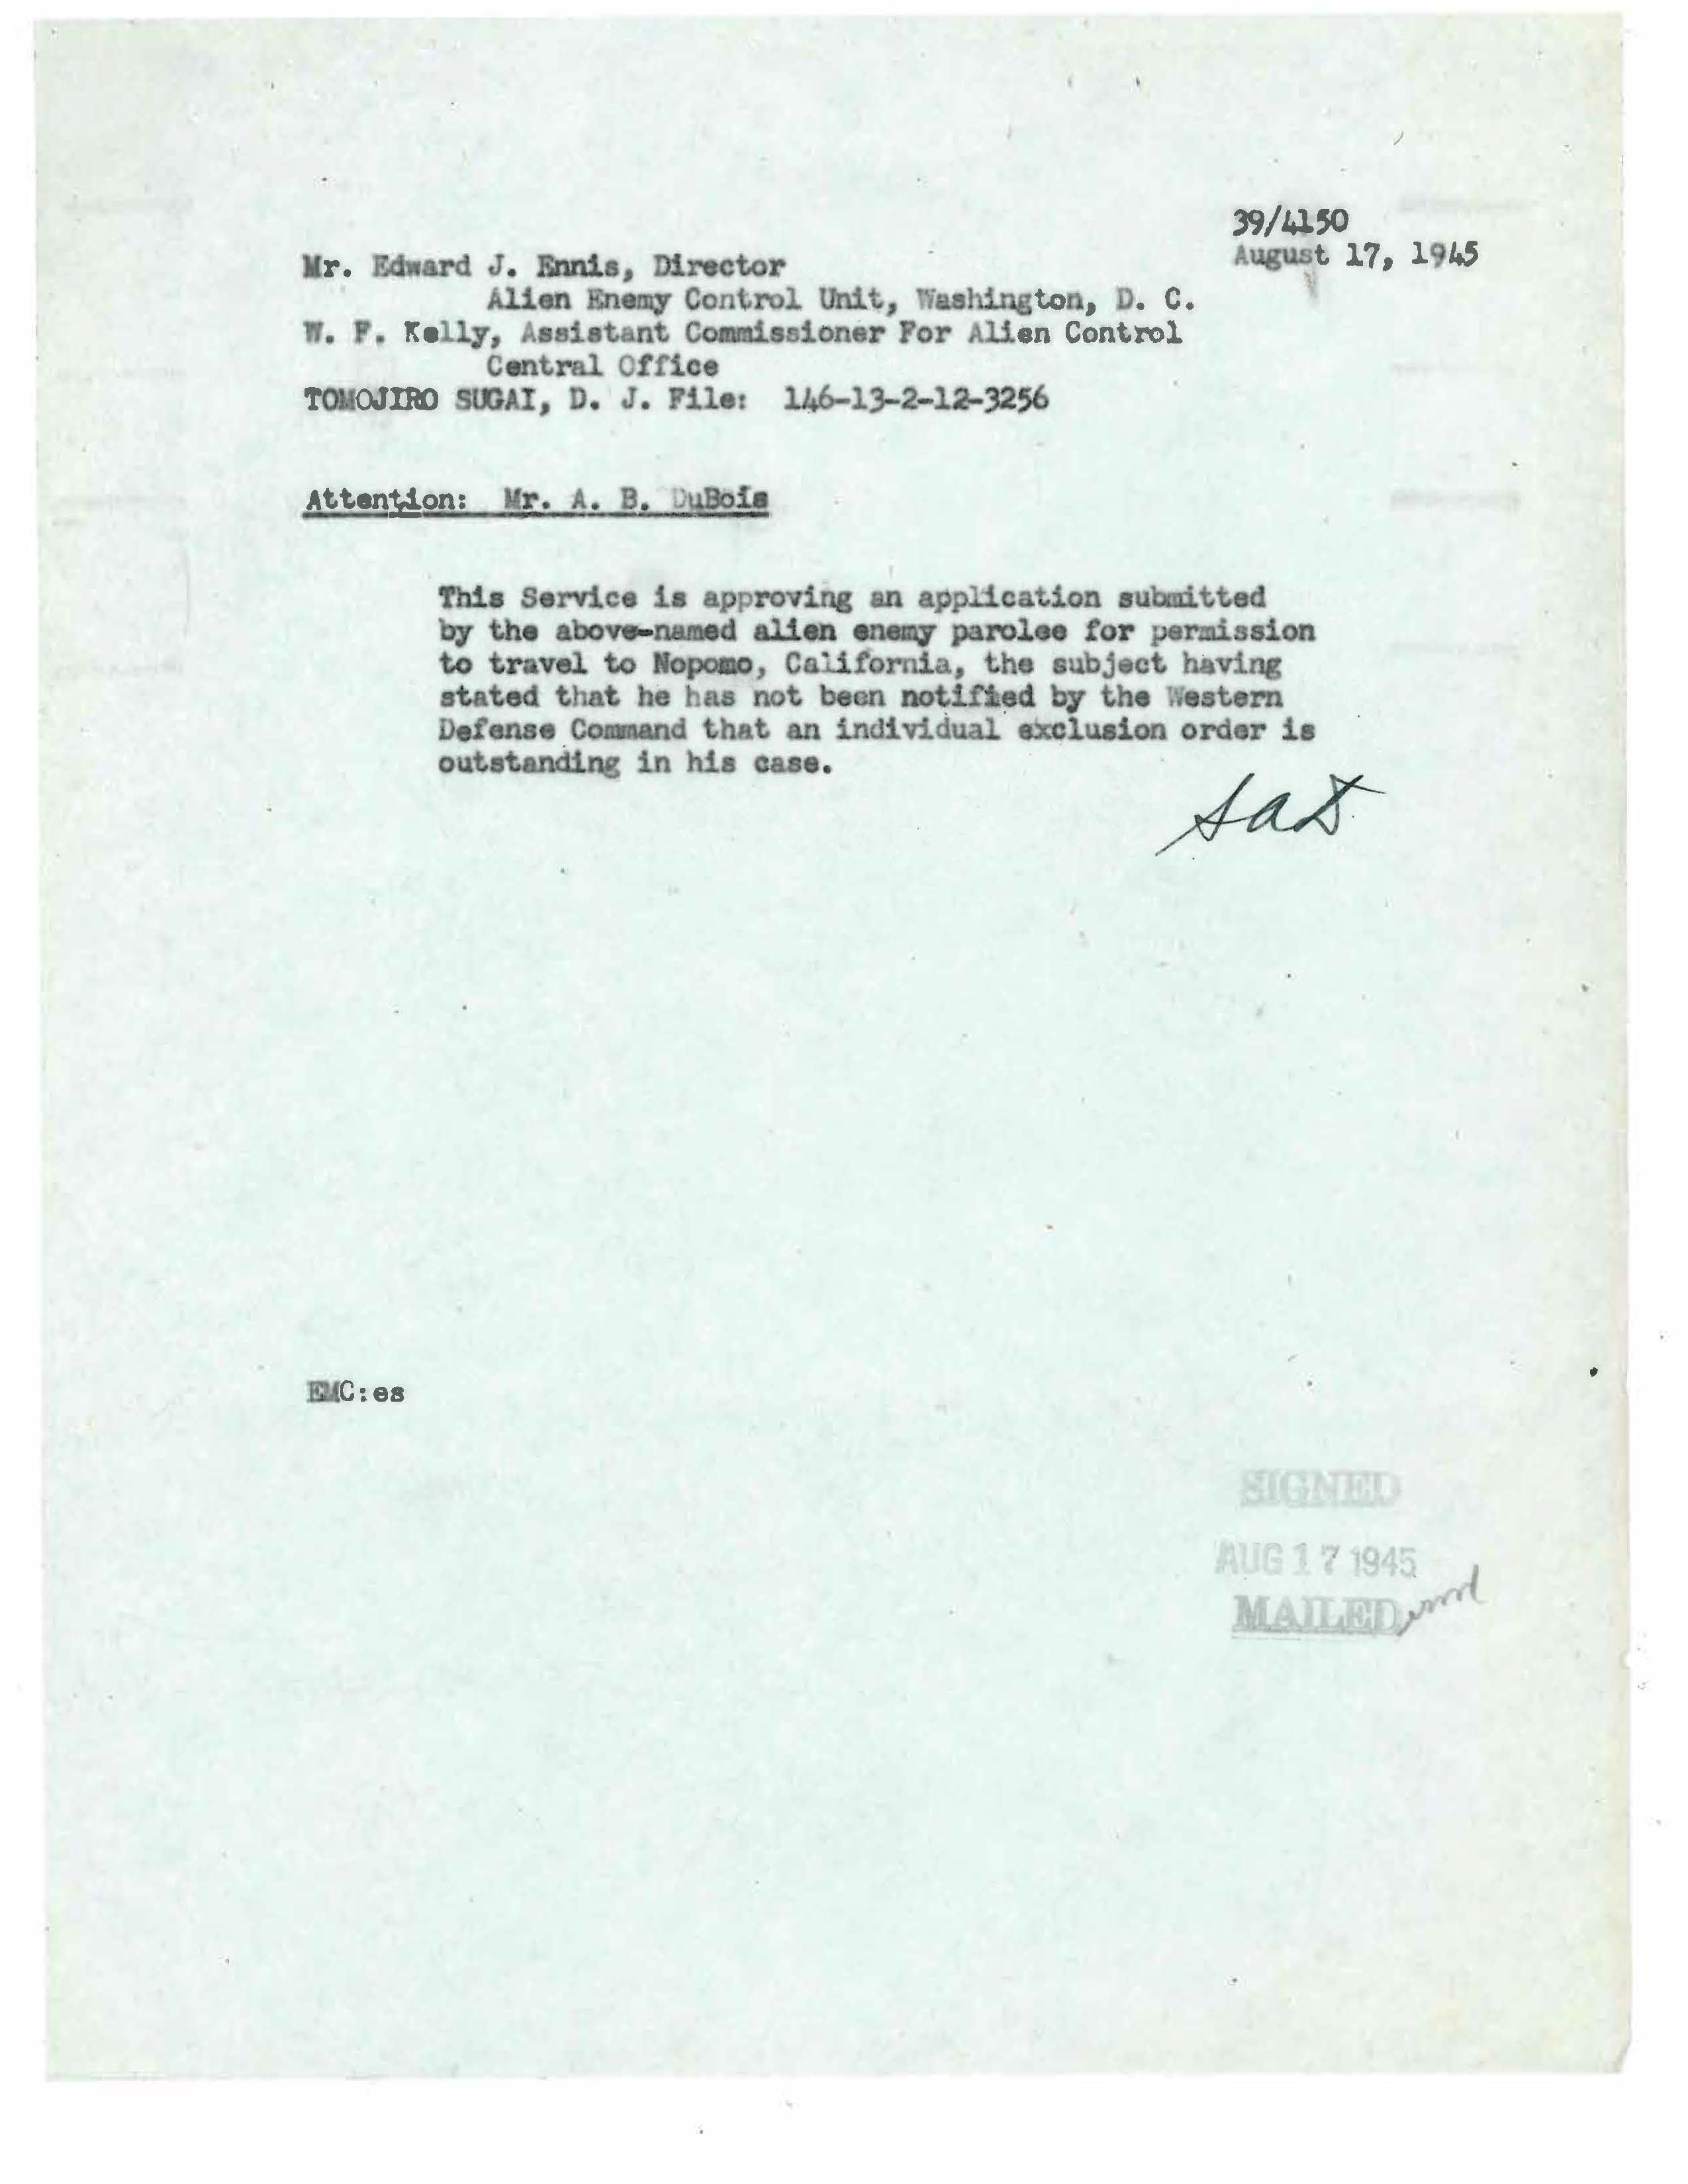 39/4150
August 17, 1945
Mr. Edward J. Ennis, Director
Alien Enemy Control Unit, Washington, D. C.
W. F. Kelly, Assistant Commissioner For Alien Control
Central Office
TOMOJIRO SUGAI, D. J. File: 146-13-2-12-3256
Attention: Mr. A. B. DuBois
This Service is approving an application submitted
by the above-named alien enemy parolee for permission
to travel to Nopomo, California, the subject having
stated that he has not been notified by the Western
Defense Command that an individual exclusion order is
outstanding in his case.
EMC:es
SIGNED
AUG 17 1945
MAILED